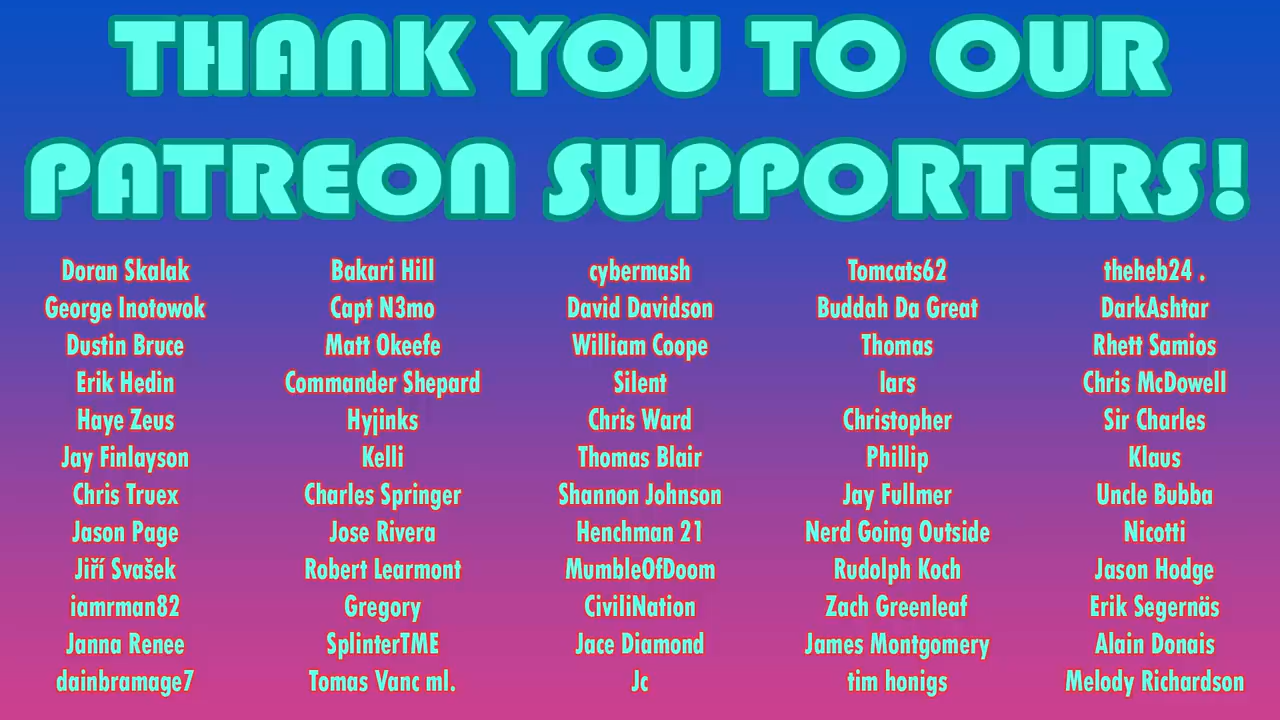 THANK YOU TO OUR
PATREON SUPPORTERS!
Doran Skalak
George Inotowok
Dustin Bruce
Erik Hedin
Haye Zeus
Jay Finlayson
Chris Truex
Jason Page
Jiří Svašek
iamrman82
Janna Renee
dainbramage7
Bakari Hill
Capt N3mo
Matt Okeefe
Commander Shepard
Hyjinks
Kelli
Charles Springer
Jose Rivera
Robert Learmont
Gregory
SplinterTME
Tomas Vanc ml.
cybermash
David Davidson
William Coope
Silent
Chris Ward
Thomas Blair
Shannon Johnson
Henchman 21
MumbleOfDoom
CiviliNation
Jace Diamond
Jc
Tomcats62
Buddah Da Great
Thomas
lars
Christopher
Phillip
Jay Fullmer
Nerd Going Outside
Rudolph Koch
Zach Greenleaf
James Montgomery
tim honigs
theheb24 .
DarkAshtar
Rhett Samios
Chris McDowell
Sir Charles
Klaus
Uncle Bubba
Nicotti
Jason Hodge
Erik Segernäs
Alain Donais
Melody Richardson